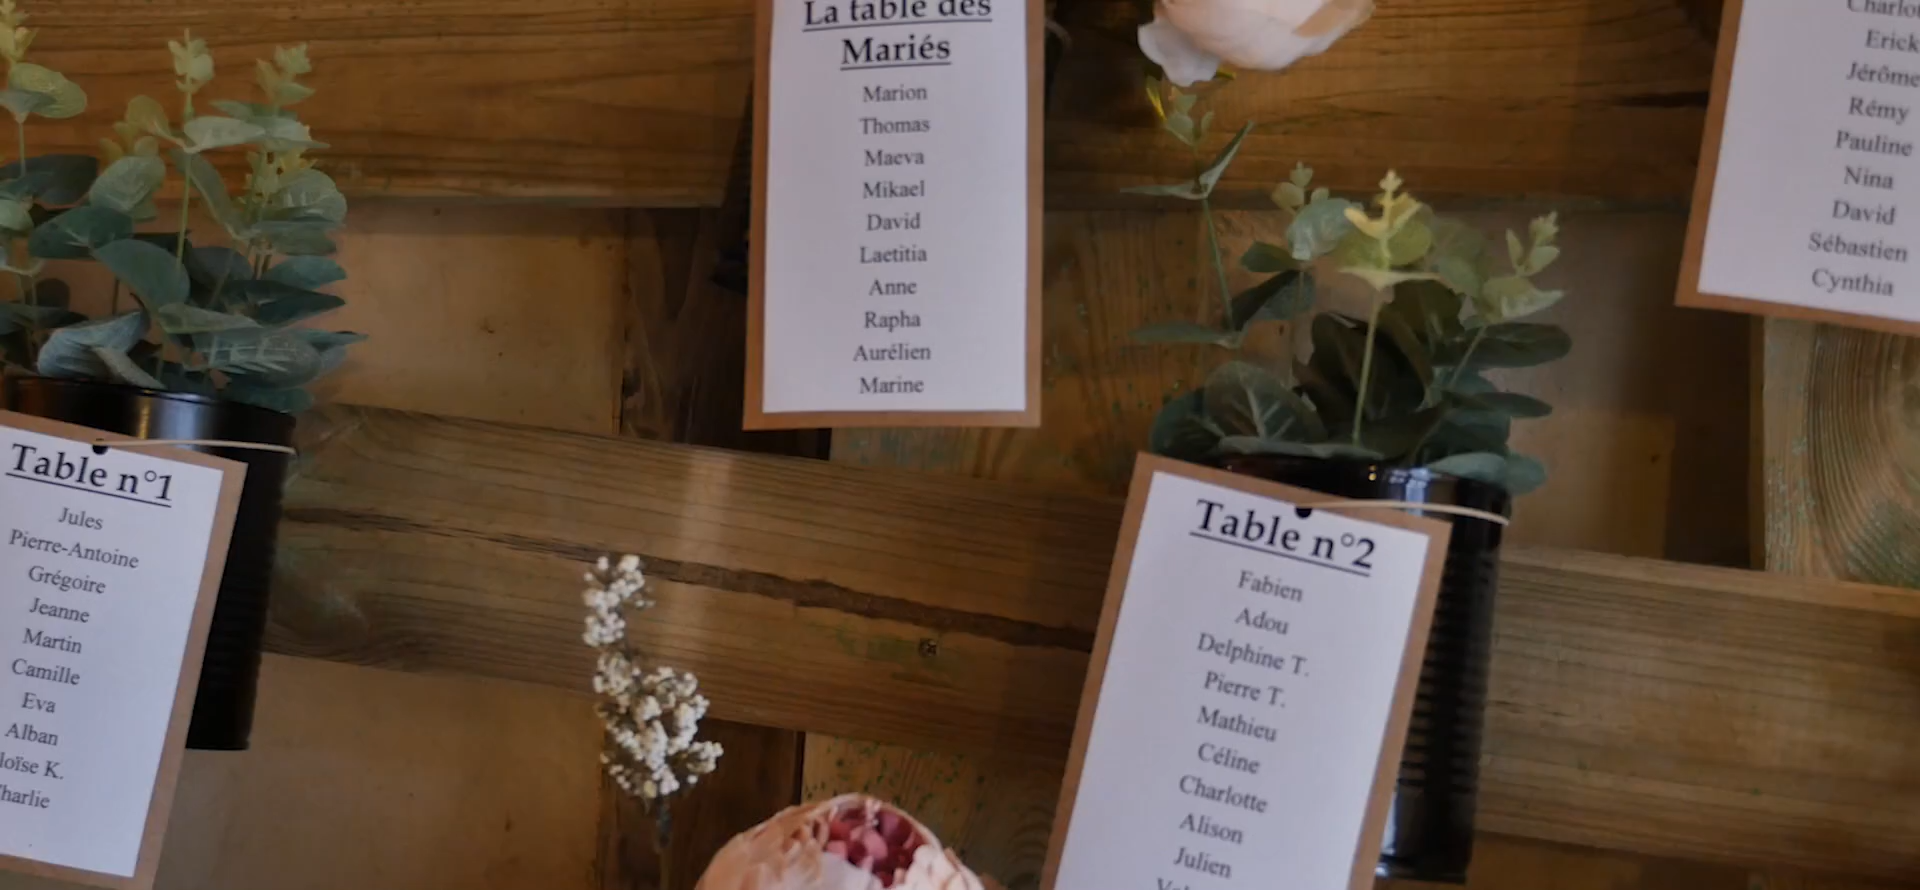 La table des
Mariés
Marion
Thomas
Maeva
Mikael
David
Laetitia
Anne
Rapha
Aurélien
Marine
Erick
Jérôme
Rémy
Pauline
Nina
David
Sébastien
Cynthia
Table n°1
Jules
Pierre-Antoine
Grégoire
Jeanne
Martin
Camille
Eva
Alban
K.
Table n°2
Fabien
Adou
Delphine T.
Pierre T.
Mathieu
Céline
Charlotte
Alison
Julien